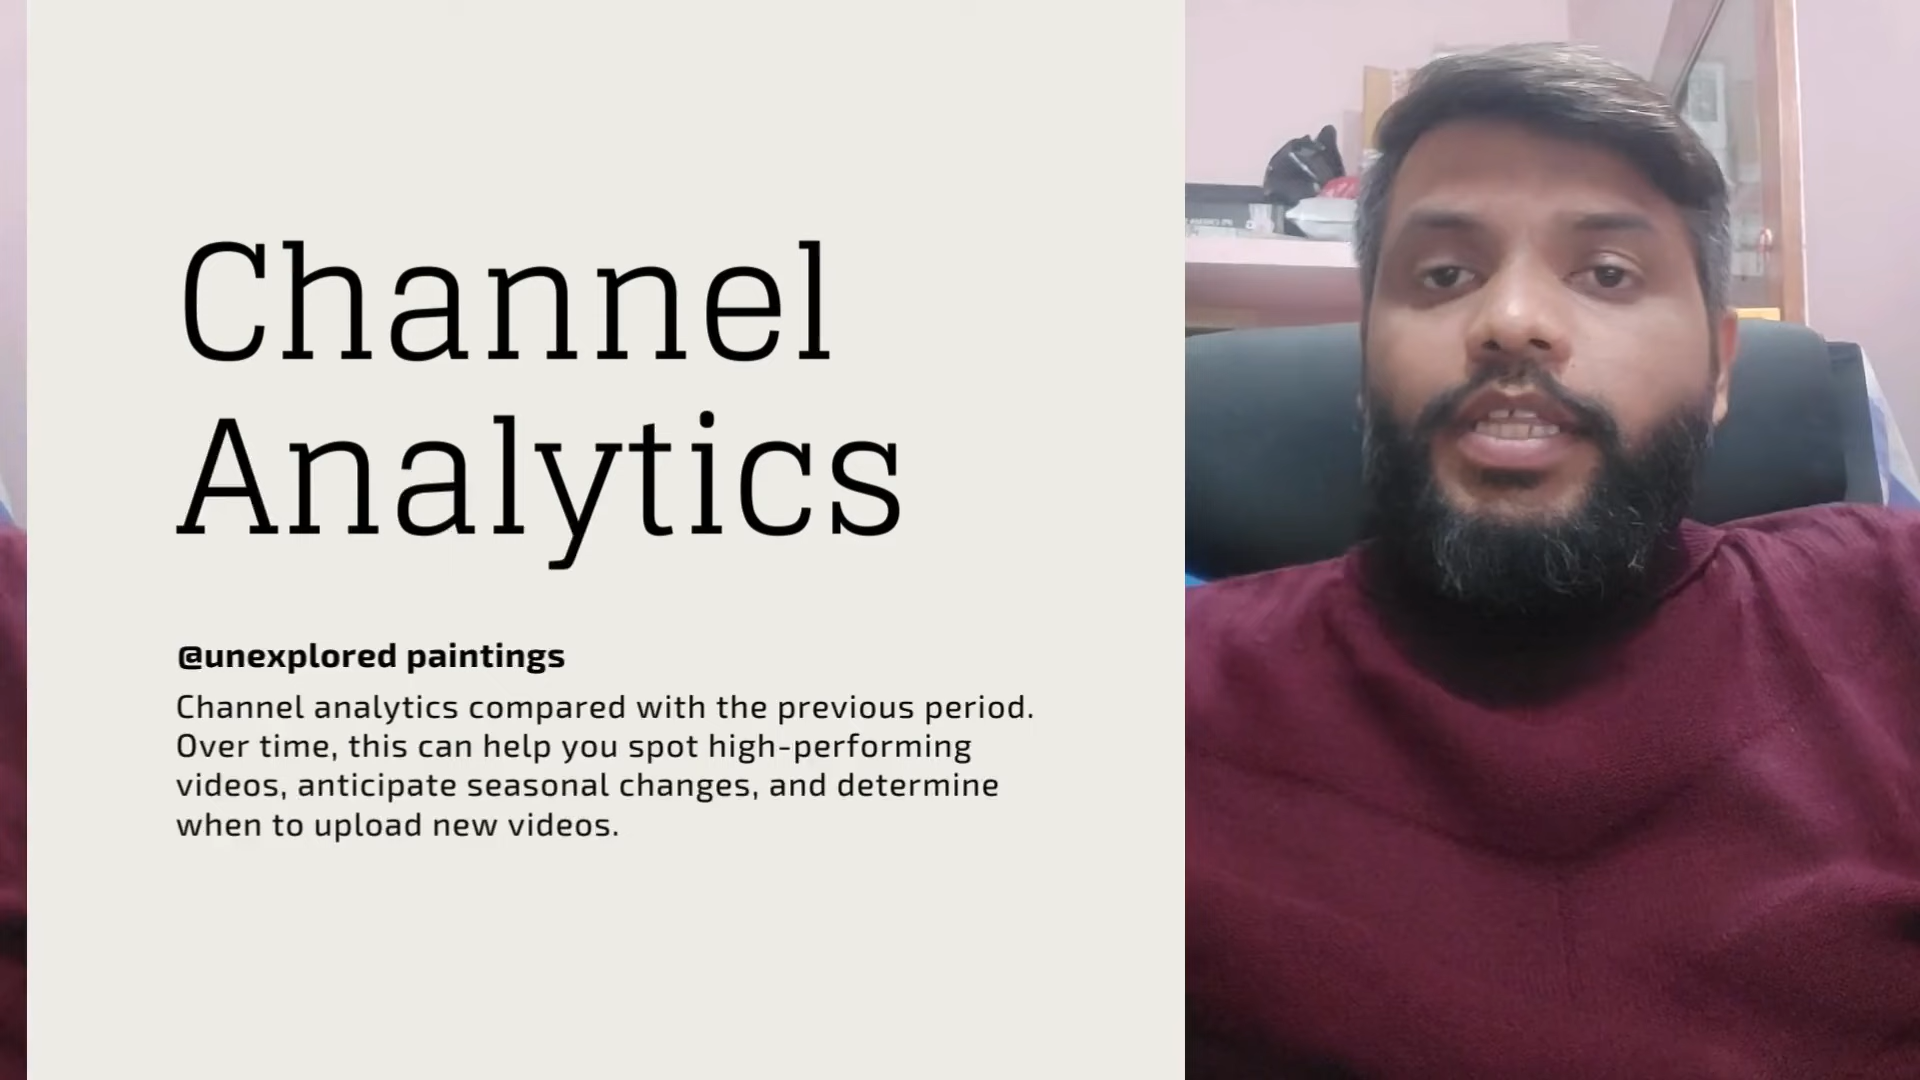 Channel
Analytics
@unexplored paintings
Channel analytics compared with the previous period.
Over time, this can help you spot high-performing
videos, anticipate seasonal changes, and determine
when to upload new videos.